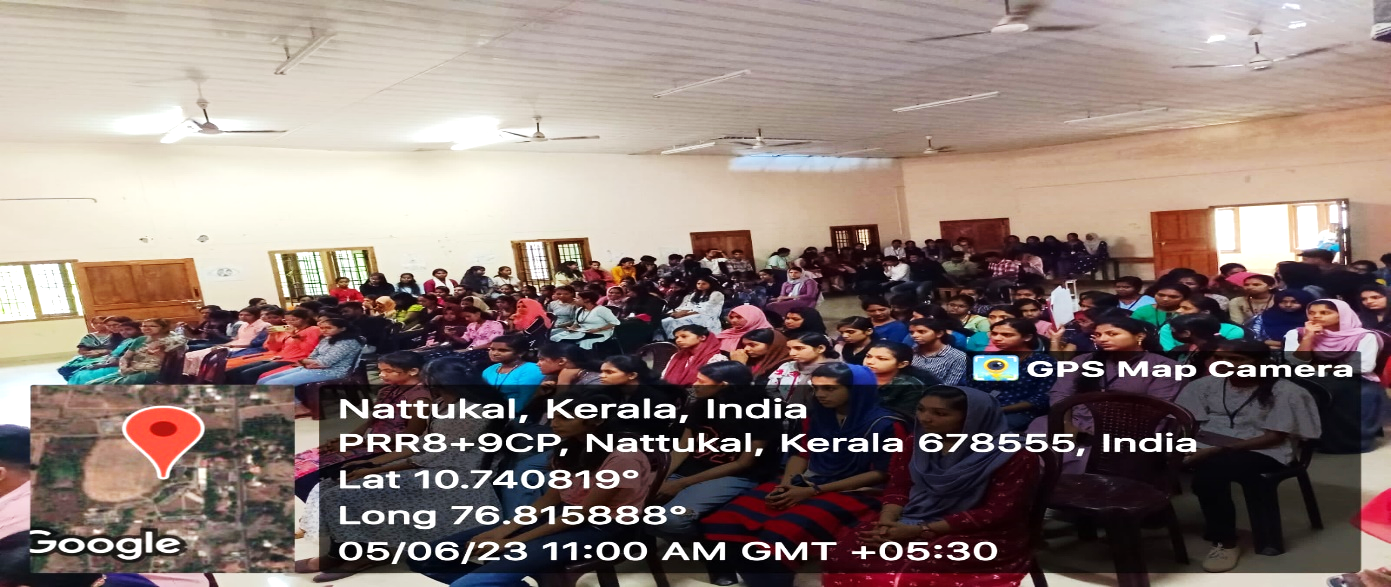 GPS Map Camera
Nattukal, Kerala, India
PRR8+9CP, Nattukal, Kerala 678555, India
Lat 10.740819°
Long 76.815888°
05/06/23 11:00 AM GMT +05:30
Google